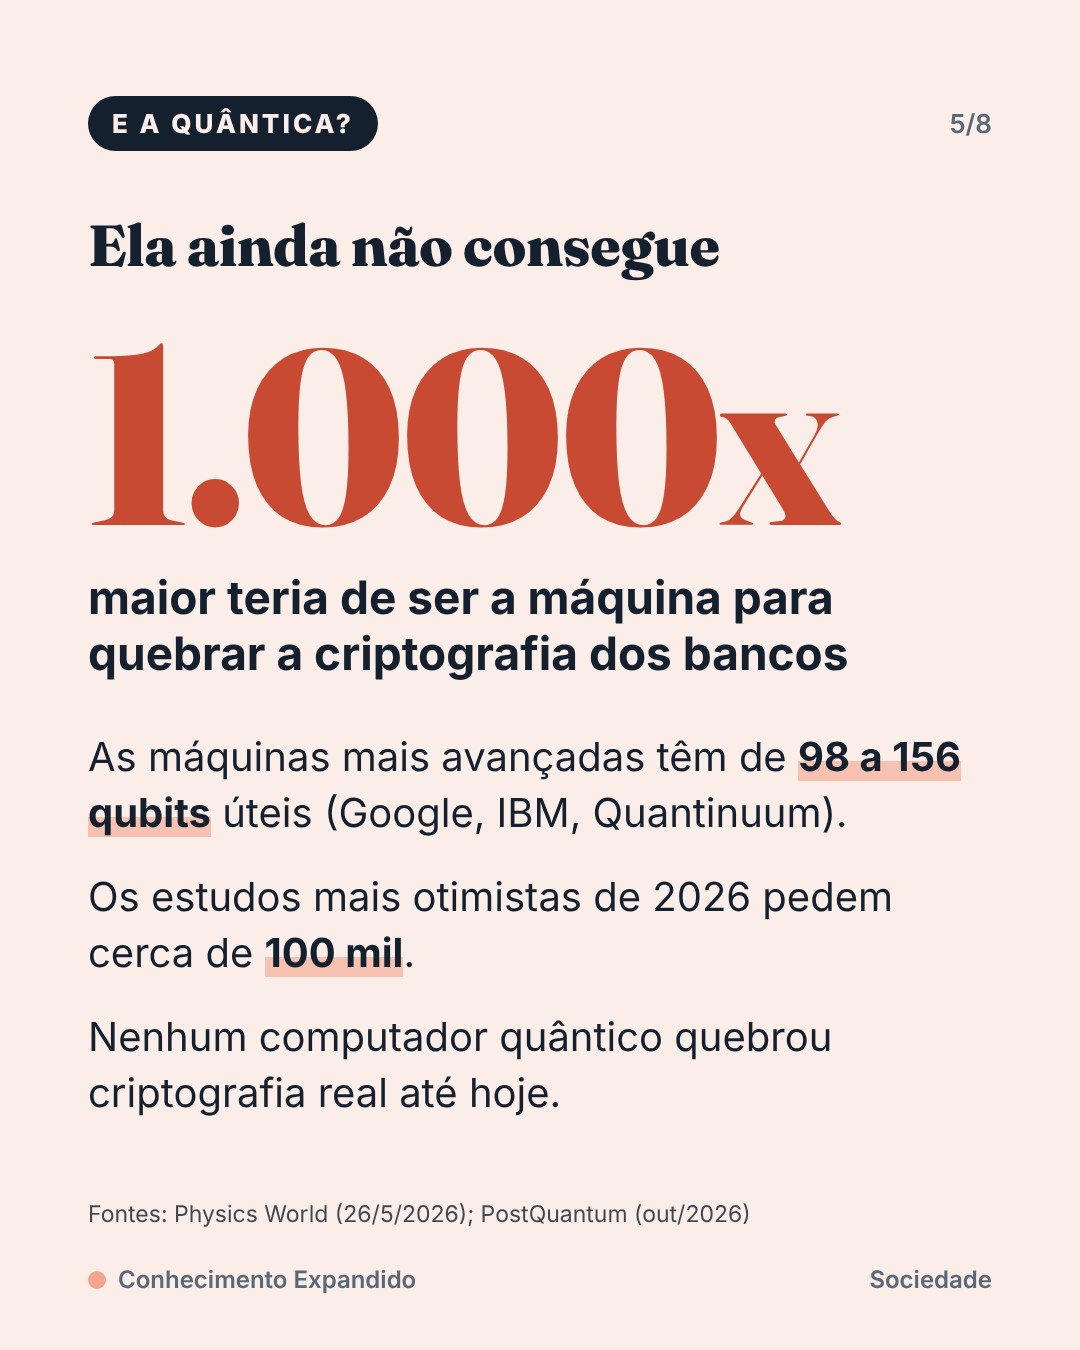 E A QUÂNTICA?
5/8
Ela ainda não consegue
1.000x
maior teria de ser a máquina para
quebrar a criptografia dos bancos
As máquinas mais avançadas têm de 98 a 156
qubits úteis (Google, IBM, Quantinuum).
Os estudos mais otimistas de 2026 pedem
cerca de 100 mil.
Nenhum computador quântico quebrou
criptografia real até hoje.
Fontes: Physics World (26/5/2026); PostQuantum (out/2026)
Conhecimento Expandido
Sociedade